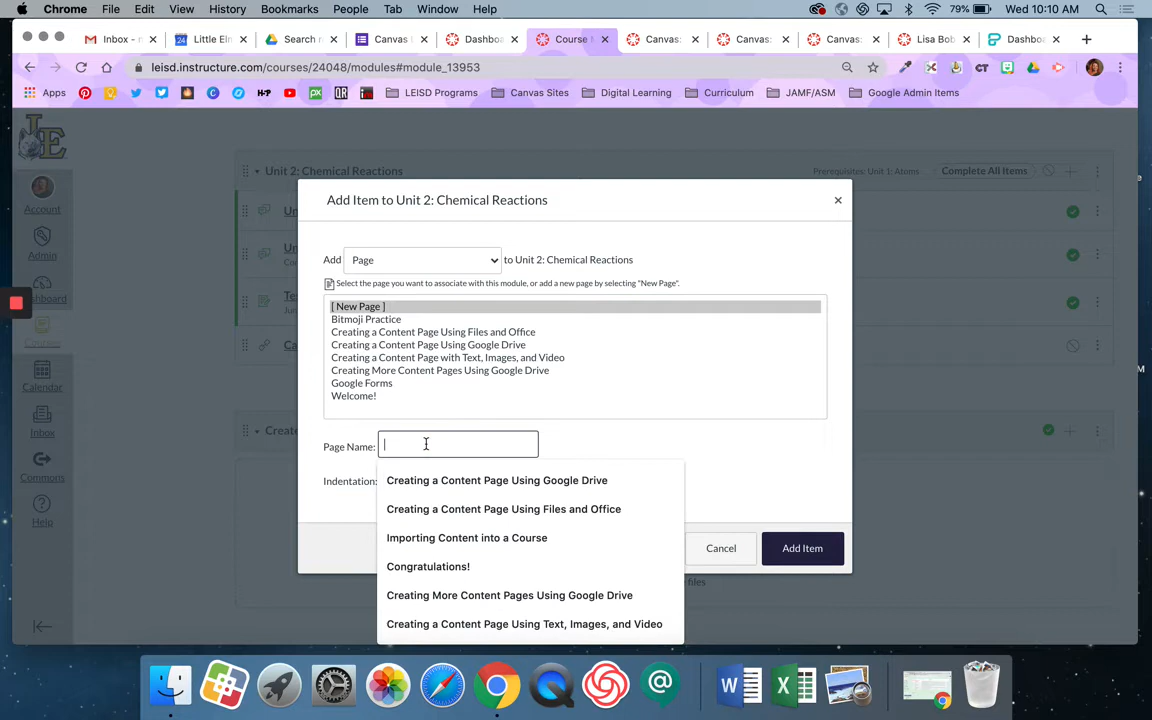 Chrome File Edit View History Bookmarks People Tab Window Help 79% Wed 10:10 AM
Inbox - 24 Little El Search Canvas Dashbo Course Canvas: Canvas: Canvas: Lisa Bob Dashbo
leisd.instructure.com/courses/24048/modules#module_13953
Apps LEISD Programs Canvas Sites Digital Learning Curriculum JAMF/ASM Google Admin Items
LE
Account
Admin
Calendar
Inbox
Commons
Help
Unit 2: Chemical Reactions Prerequisites: Unit 1: Atoms Complete All Items
Add Item to Unit 2: Chemical Reactions
Add Page to Unit 2: Chemical Reactions
Select the page you want to associate with this module, or add a new page by selecting "New Page".
[ New Page ]
Bitmoji Practice
Creating a Content Page Using Files and Office
Creating a Content Page Using Google Drive
Creating a Content Page with Text, Images, and Video
Creating More Content Pages Using Google Drive
Google Forms
Welcome!
Page Name:
Indentation:
Creating a Content Page Using Google Drive
Creating a Content Page Using Files and Office
Importing Content into a Course
Congratulations!
Creating More Content Pages Using Google Drive
Creating a Content Page Using Text, Images, and Video
Cancel Add Item
files